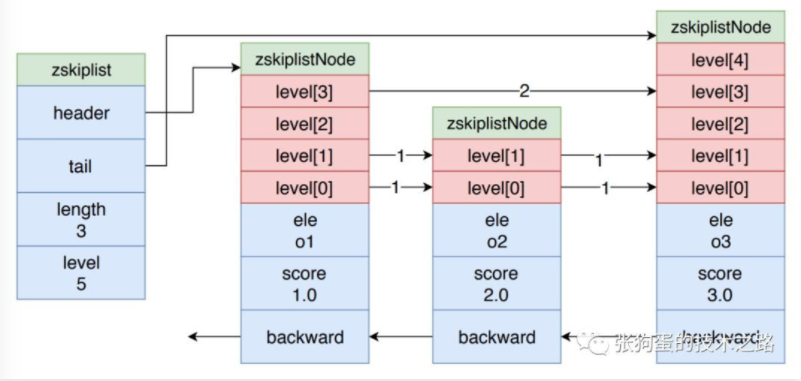 zskiplist
header
tail
length
3
level
5
zskiplistNode
level[3]
level[2]
level[1]
level[0]
ele
o1
score
1.0
backward
2
1
1
zskiplistNode
level[1]
level[0]
ele
o2
score
2.0
backward
1
1
zskiplistNode
level[4]
level[3]
level[2]
level[1]
level[0]
ele
o3
score
3.0
backward
张狗蛋的技术之路